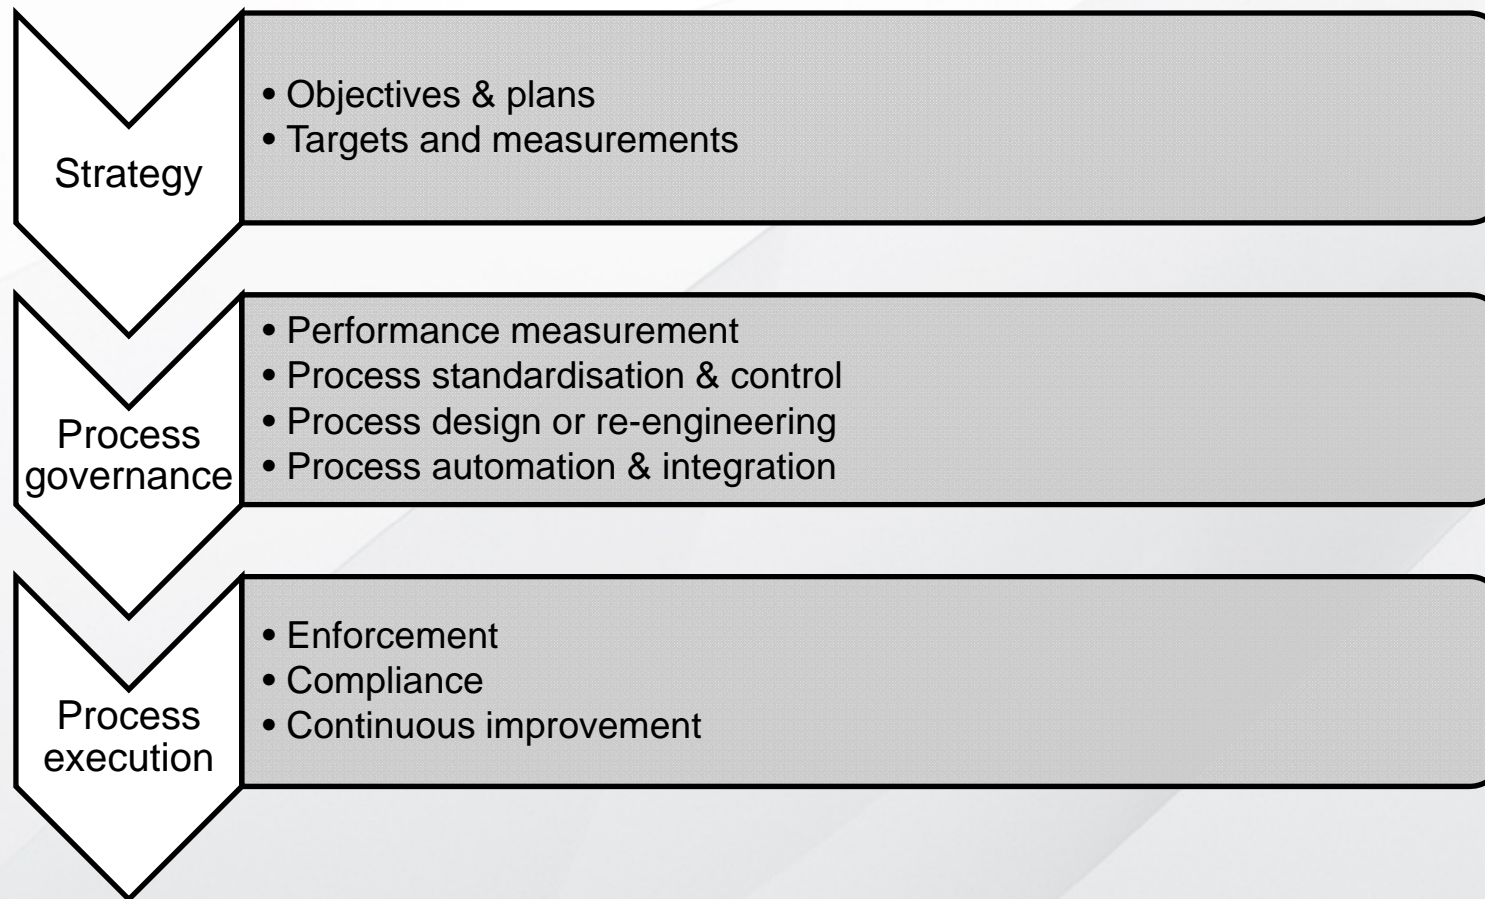 Strategy
• Objectives & plans
• Targets and measurements
Process
governance
• Performance measurement
• Process standardisation & control
• Process design or re-engineering
• Process automation & integration
Process
execution
• Enforcement
• Compliance
• Continuous improvement